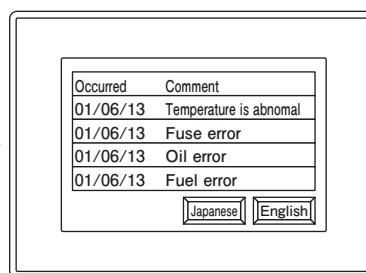 Occurred Comment
01/06/13 Temperature is abnomal
01/06/13 Fuse error
01/06/13 Oil error
01/06/13 Fuel error
Japanese English